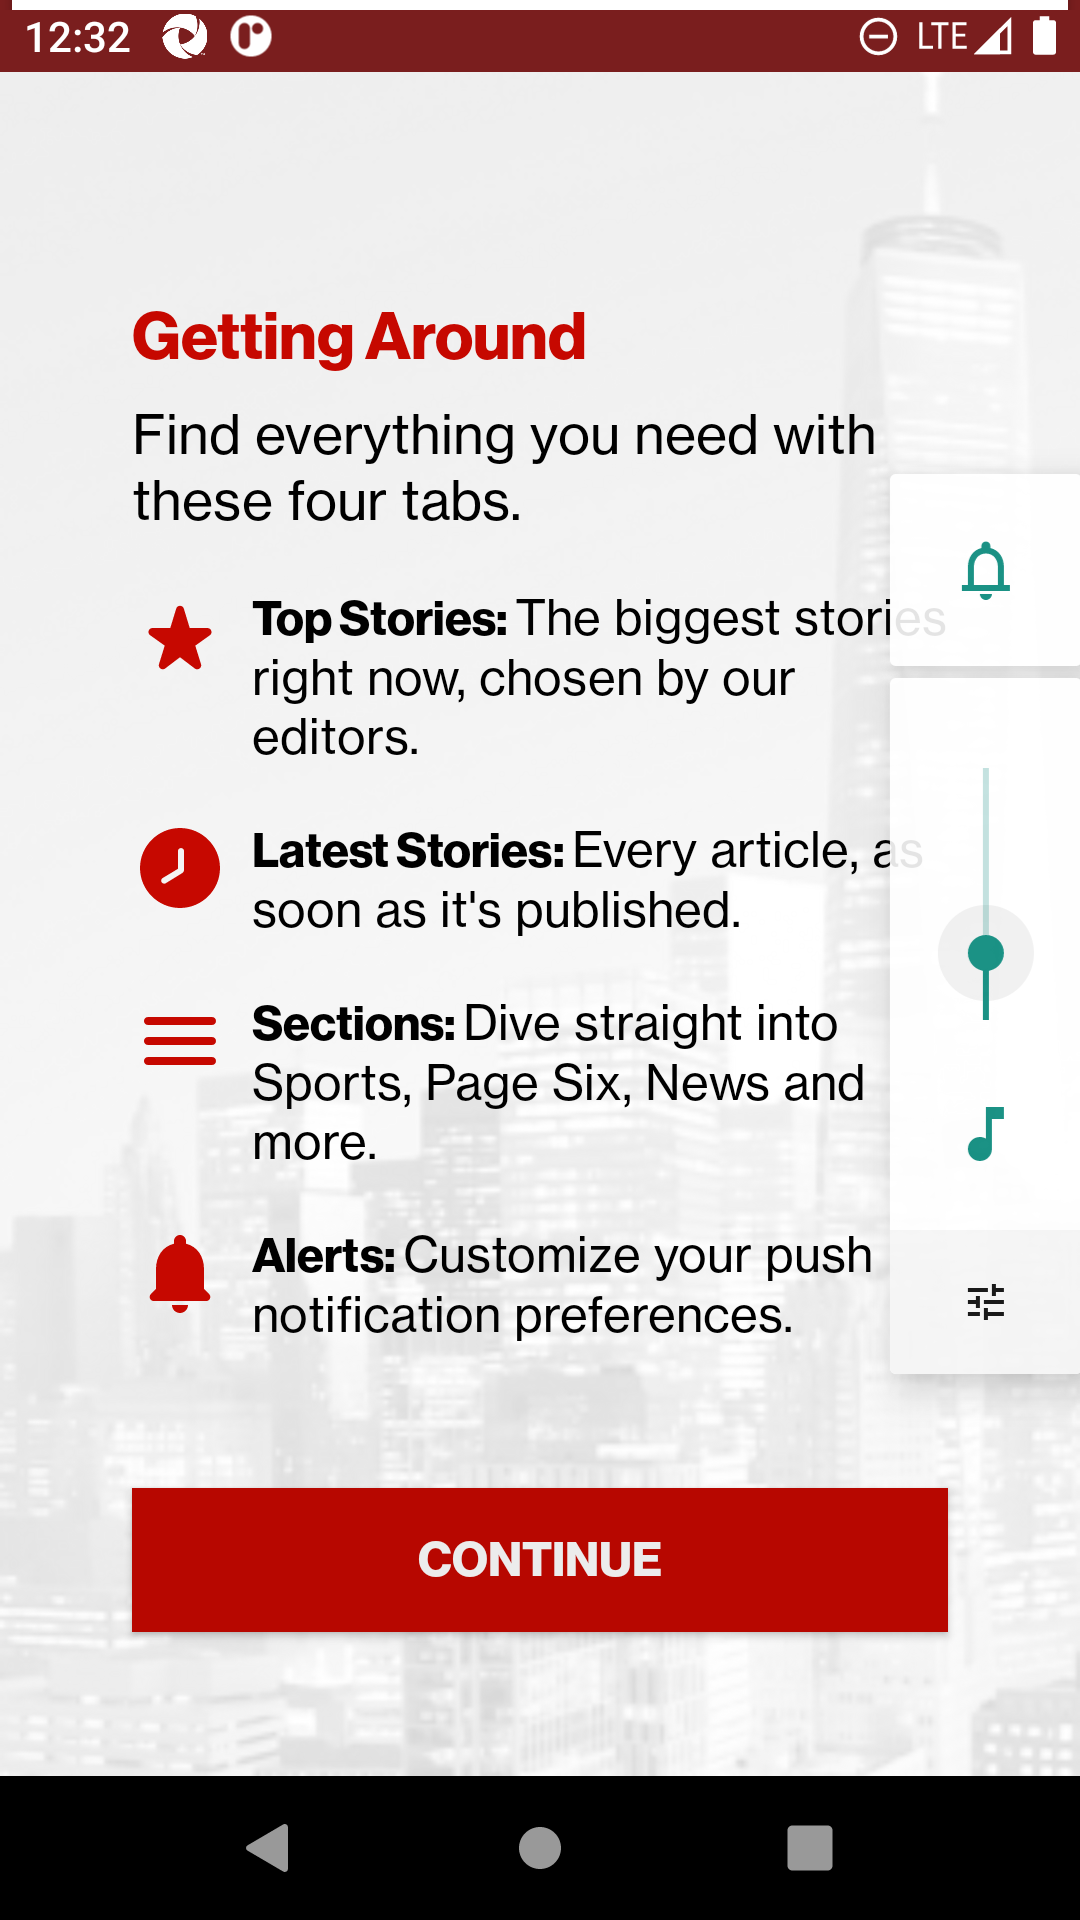 12:32
LTE
Getting Around
Find everything you need with
these four tabs.
Top Stories: The biggest stories
right now, chosen by our
editors.
Latest Stories: Every article, as
soon as it's published.
Sections: Dive straight into
Sports, Page Six, News and
more.
Alerts: Customize your push
notification preferences.
CONTINUE